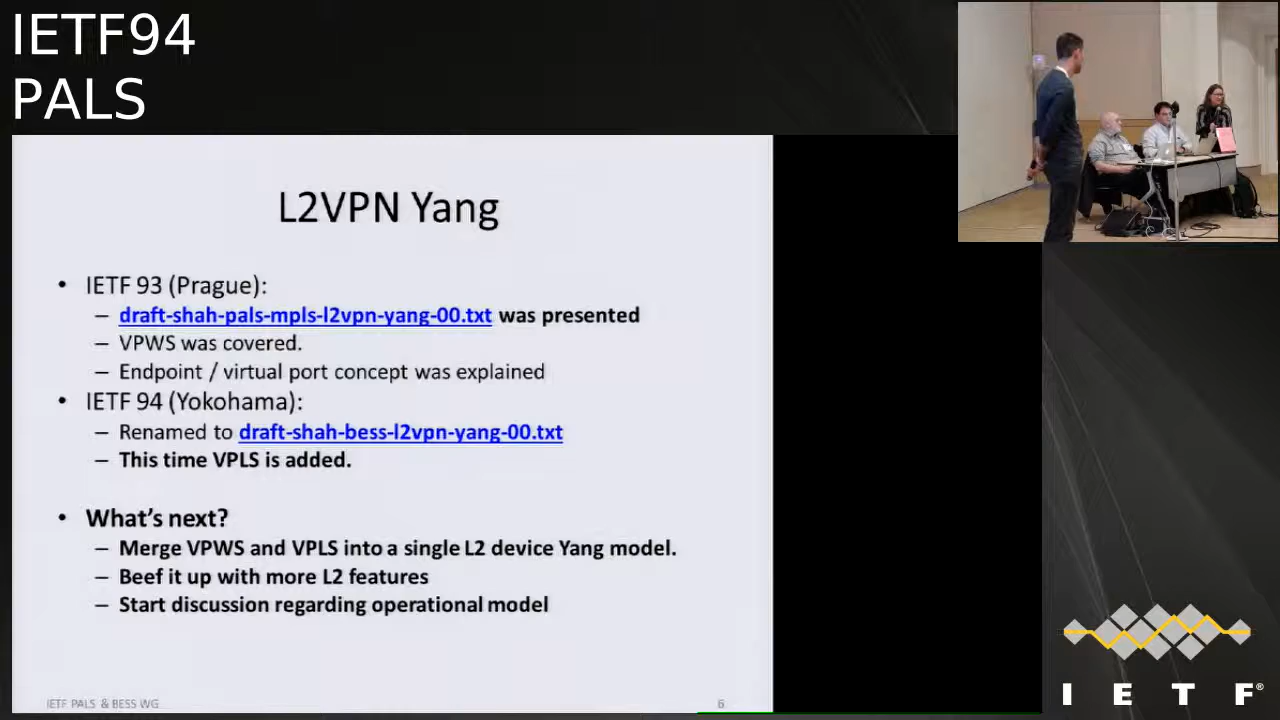 IETF94
PALS
L2VPN Yang
• IETF 93 (Prague):
– draft-shah-pals-mpls-l2vpn-yang-00.txt was presented
– VPWS was covered.
– Endpoint / virtual port concept was explained
• IETF 94 (Yokohama):
– Renamed to draft-shah-bess-l2vpn-yang-00.txt
– This time VPLS is added.
• What's next?
– Merge VPWS and VPLS into a single L2 device Yang model.
– Beef it up with more L2 features
– Start discussion regarding operational model
IETF PALS & BESS WG
6
I E T F®